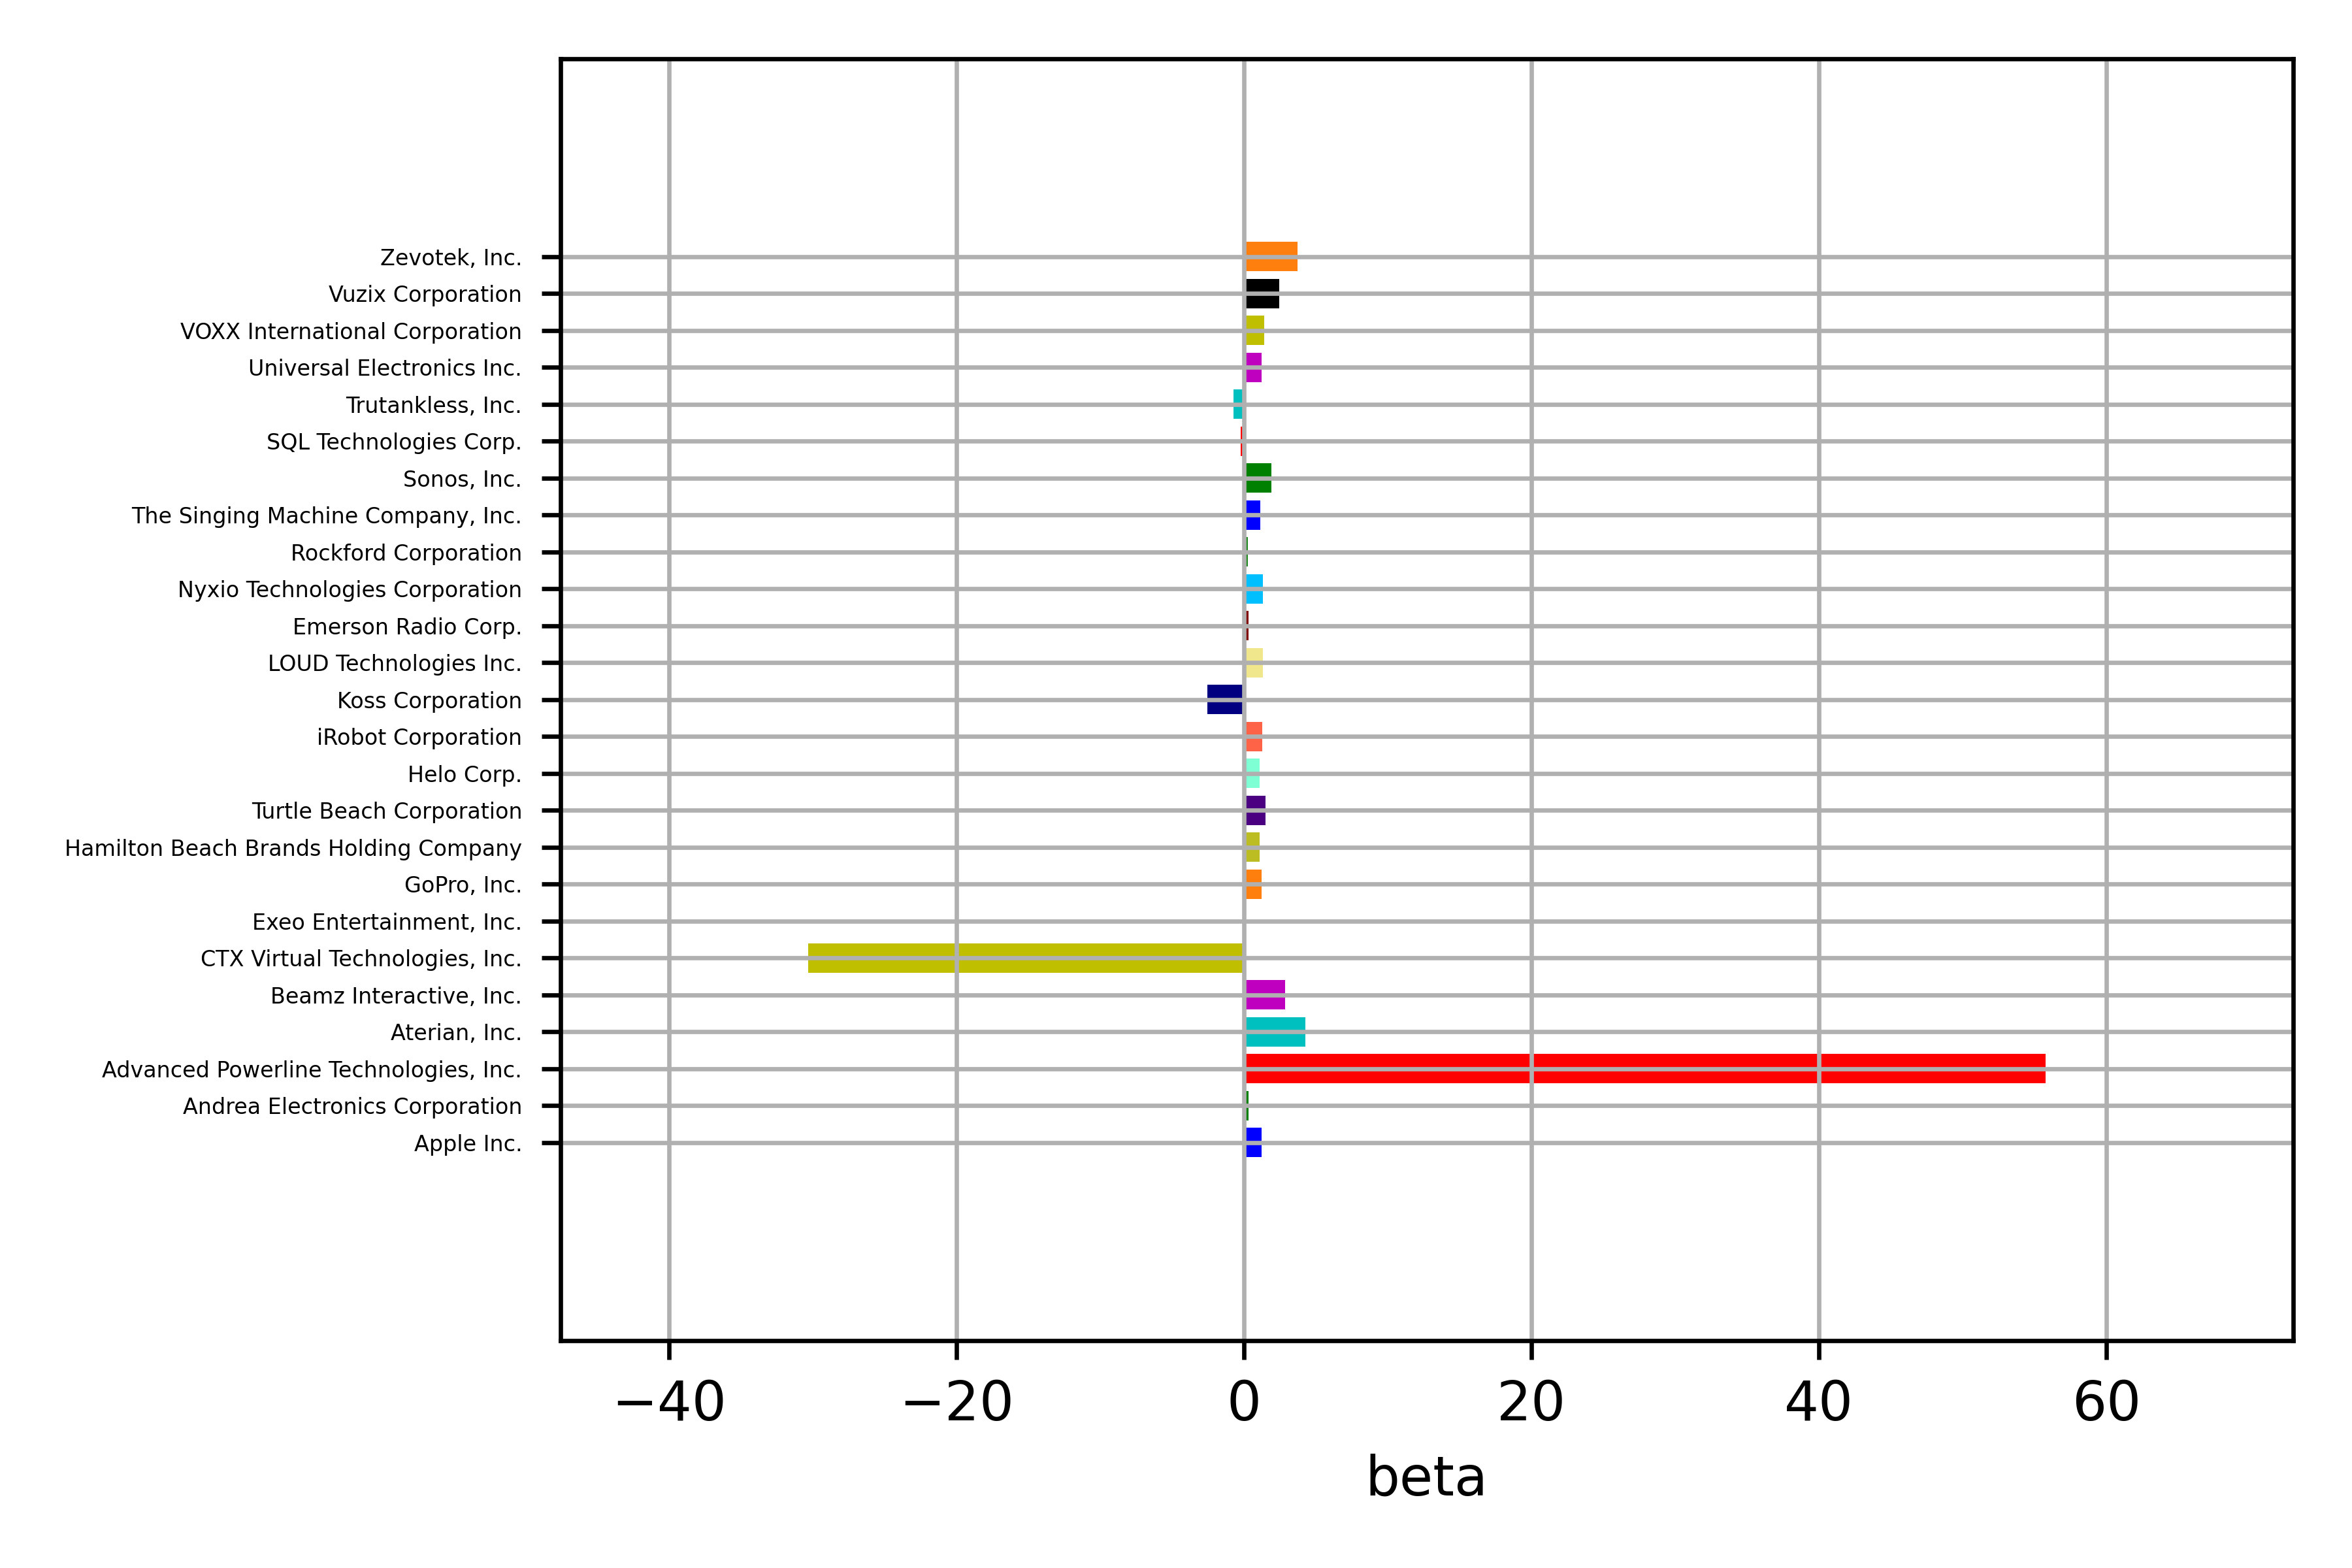 Zevotek, Inc.
Vuzix Corporation
VOXX International Corporation
Universal Electronics Inc.
Trutankless, Inc.
SQL Technologies Corp.
Sonos, Inc.
The Singing Machine Company, Inc.
Rockford Corporation
Nyxio Technologies Corporation
Emerson Radio Corp.
LOUD Technologies Inc.
Koss Corporation
iRobot Corporation
Helo Corp.
Turtle Beach Corporation
Hamilton Beach Brands Holding Company
GoPro, Inc.
Exeo Entertainment, Inc.
CTX Virtual Technologies, Inc.
Beamz Interactive, Inc.
Aterian, Inc.
Advanced Powerline Technologies, Inc.
Andrea Electronics Corporation
Apple Inc.
−40 −20 0 20 40 60
beta